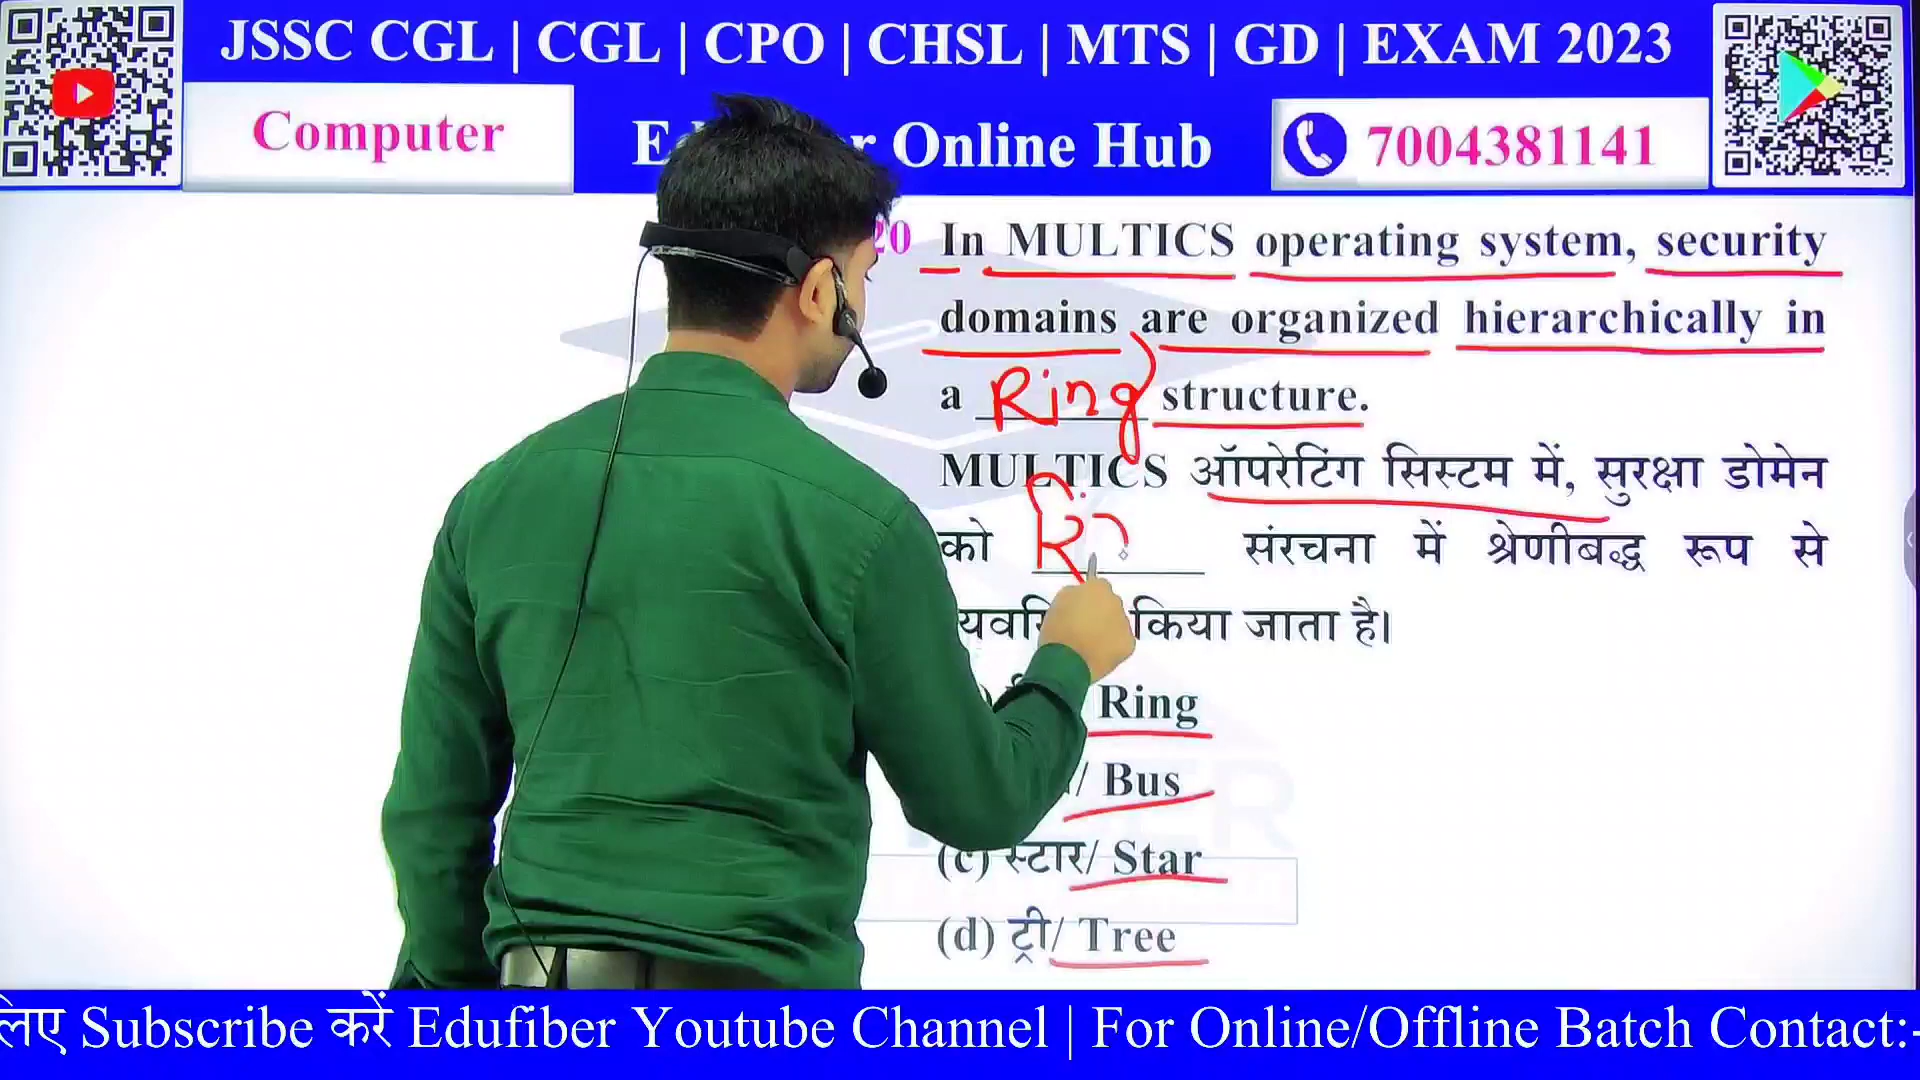 JSSC CGL | CGL | CPO | CHSL | MTS | GD | EXAM 2023
Computer
Online Hub
7004381141
20 In MULTICS operating system, security
domains are organized hierarchically in
a Ring structure.
MULTICS ऑपरेटिंग सिस्टम में, सुरक्षा डोमेन
को संरचना में श्रेणीबद्ध रूप से
किया जाता है।
Ring
/ Bus
(c) स्टार/ Star
(d) ट्री/ Tree
लिए Subscribe करें Edufiber Youtube Channel | For Online/Offline Batch Contact:-